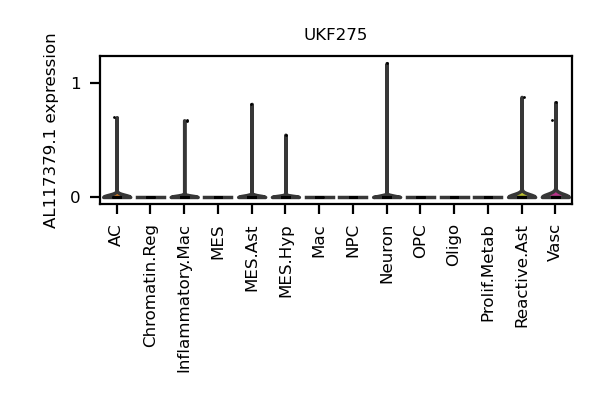 UKF275
AL117379.1 expression
1
0
AC
Chromatin.Reg
Inflammatory.Mac
MES
MES.Ast
MES.Hyp
Mac
NPC
Neuron
OPC
Oligo
Prolif.Metab
Reactive.Ast
Vasc